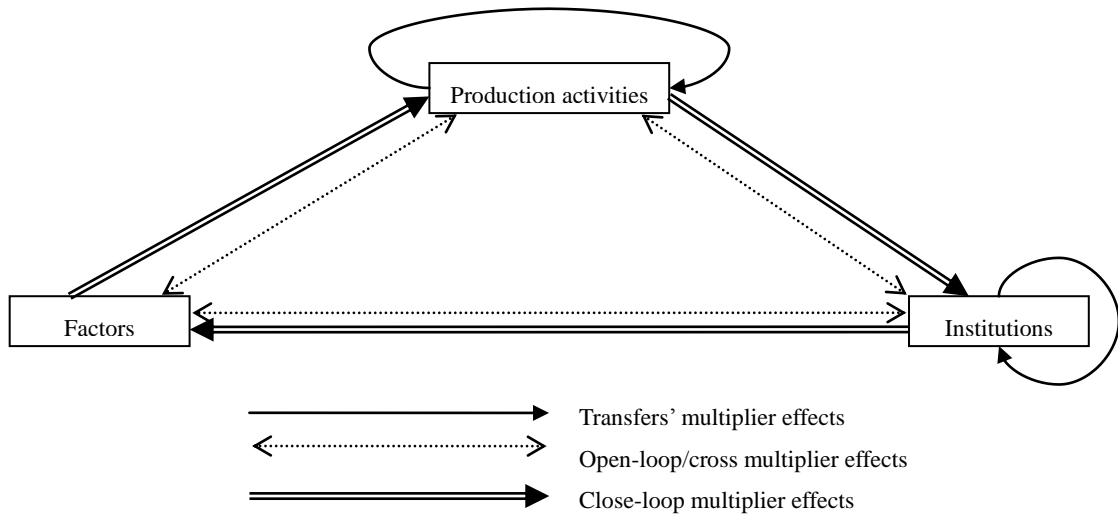 Production activities
Factors
Institutions
Transfers’ multiplier effects
Open-loop/cross multiplier effects
Close-loop multiplier effects